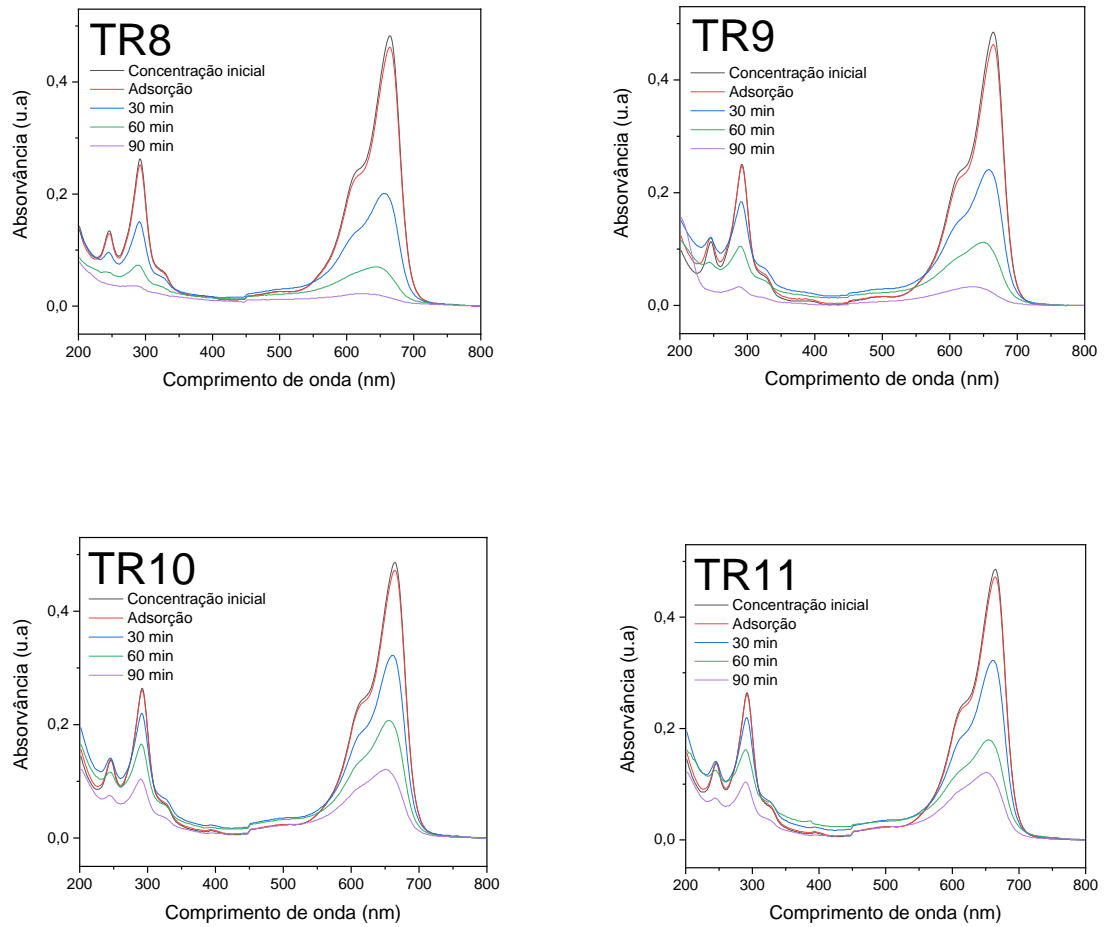 TR8
Concentração inicial
Adsorção
30 min
60 min
90 min
0,4
0,2
0,0
200 300 400 500 600 700 800
Absorvância (u.a)
Comprimento de onda (nm)
TR9
Concentração inicial
Adsorção
30 min
60 min
90 min
0,4
0,2
0,0
200 300 400 500 600 700 800
Absorvância (u.a)
Comprimento de onda (nm)
TR10
Concentração inicial
Adsorção
30 min
60 min
90 min
0,4
0,2
0,0
200 300 400 500 600 700 800
Absorvância (u.a)
Comprimento de onda (nm)
TR11
Concentração inicial
Adsorção
30 min
60 min
90 min
0,4
0,2
0,0
200 300 400 500 600 700 800
Absorvância (u.a)
Comprimento de onda (nm)